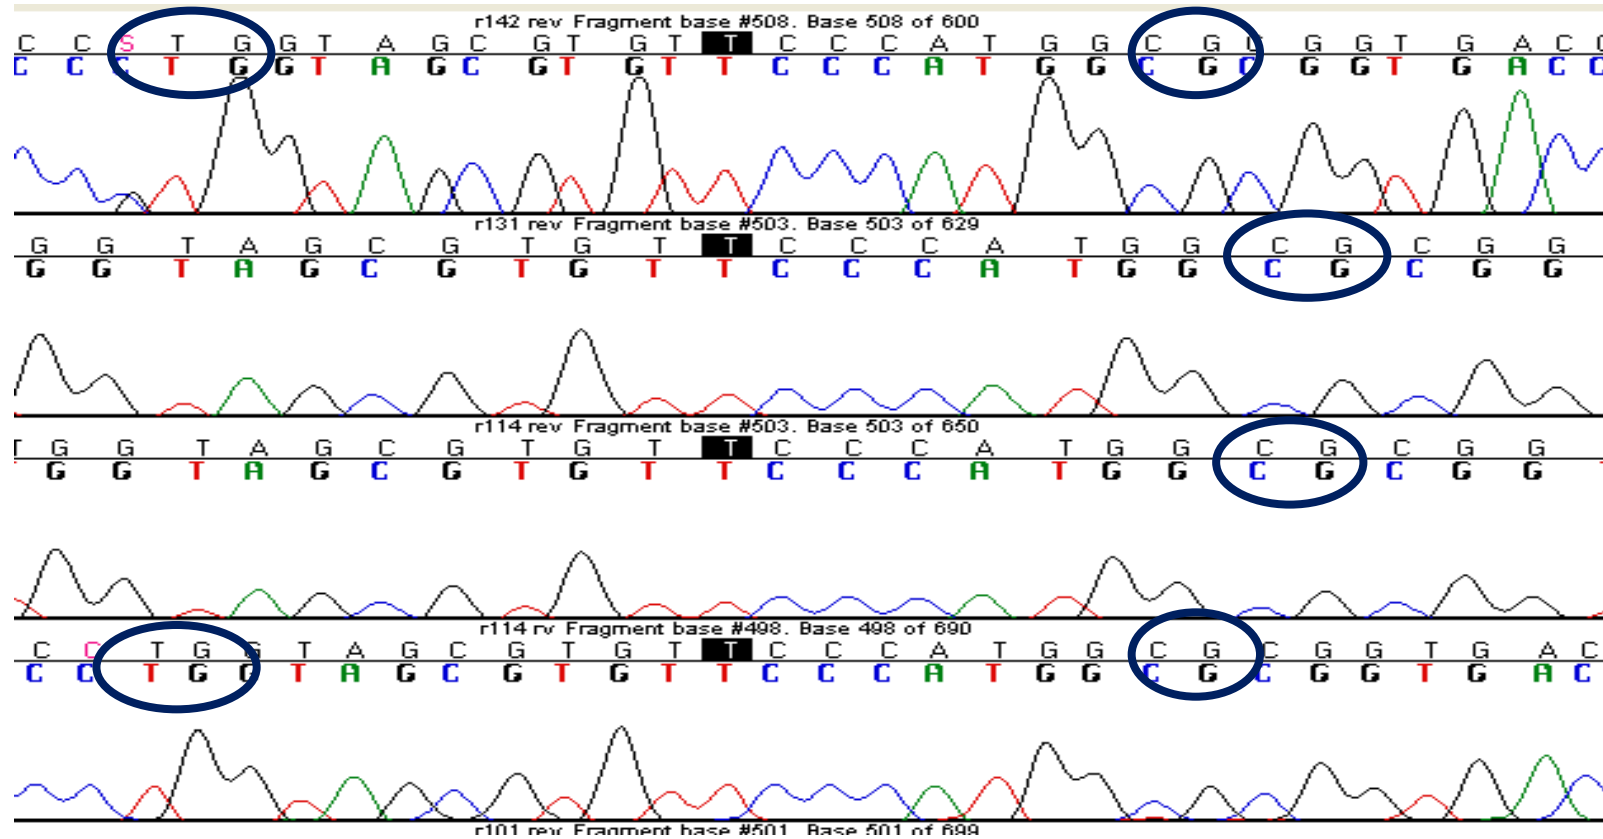 r142 rev Fragment base #508. Base 508 of 600
C C S T G G T A G C G T G T T C C C A T G G C G C G G T G A C C
C C C T G G T A G C G T G T T C C C A T G G C G C G G T G A C C
r131 rev Fragment base #503. Base 503 of 629
G G T A G C G T G T T C C C A T G G C G C G G
G G T A G C G T G T T C C C A T G G C G C G G
r114 rev Fragment base #503. Base 503 of 650
T G G T A G C G T G T T C C C A T G G C G C G G
G G T A G C G T G T T C C C A T G G C G C G G
r114 rv Fragment base #498. Base 498 of 690
C C T G G T A G C G T G T T C C C A T G G C G C G G T G A C
C C T G G T A G C G T G T T C C C A T G G C G C G G T G A C
r101 rev Fragment base #501. Base 501 of 699